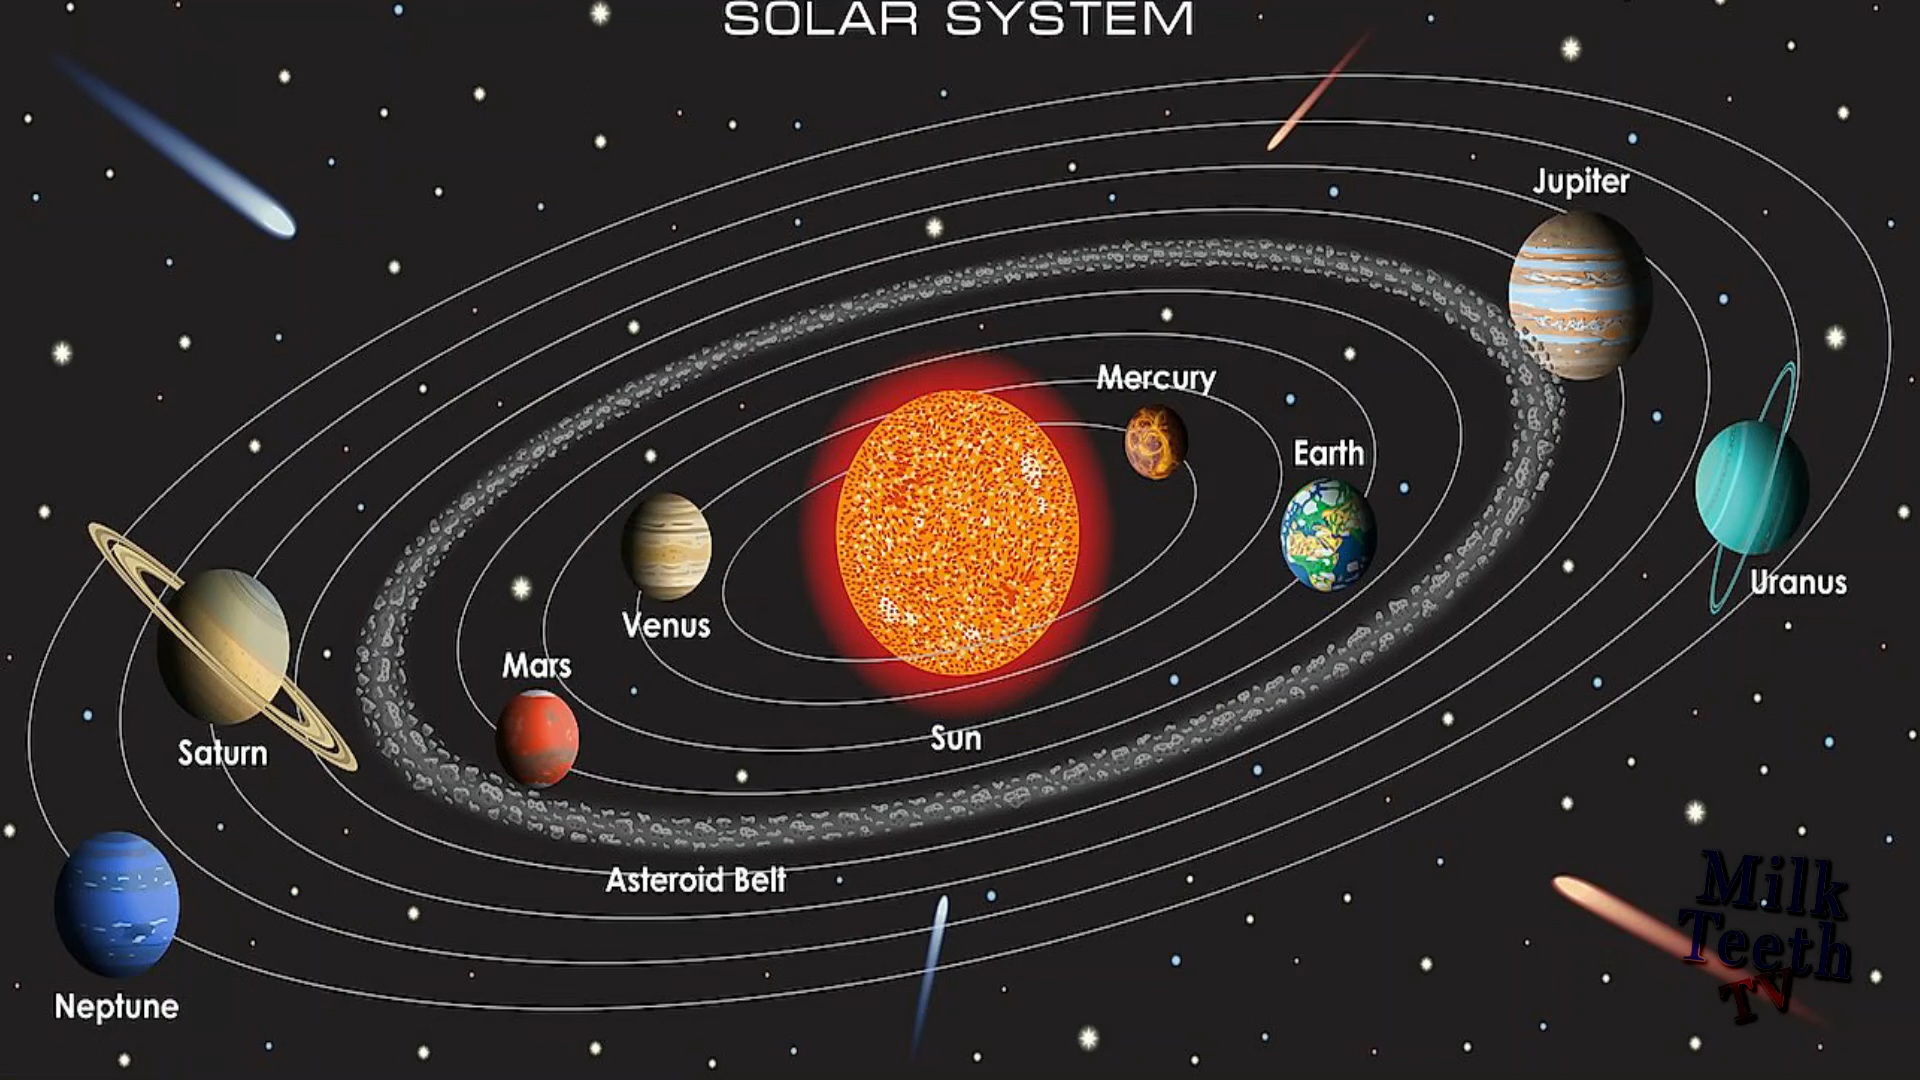 SOLAR SYSTEM
Jupiter
Mercury
Earth
Uranus
Venus
Mars
Sun
Saturn
Asteroid Belt
Neptune
Milk
Teeth
TV